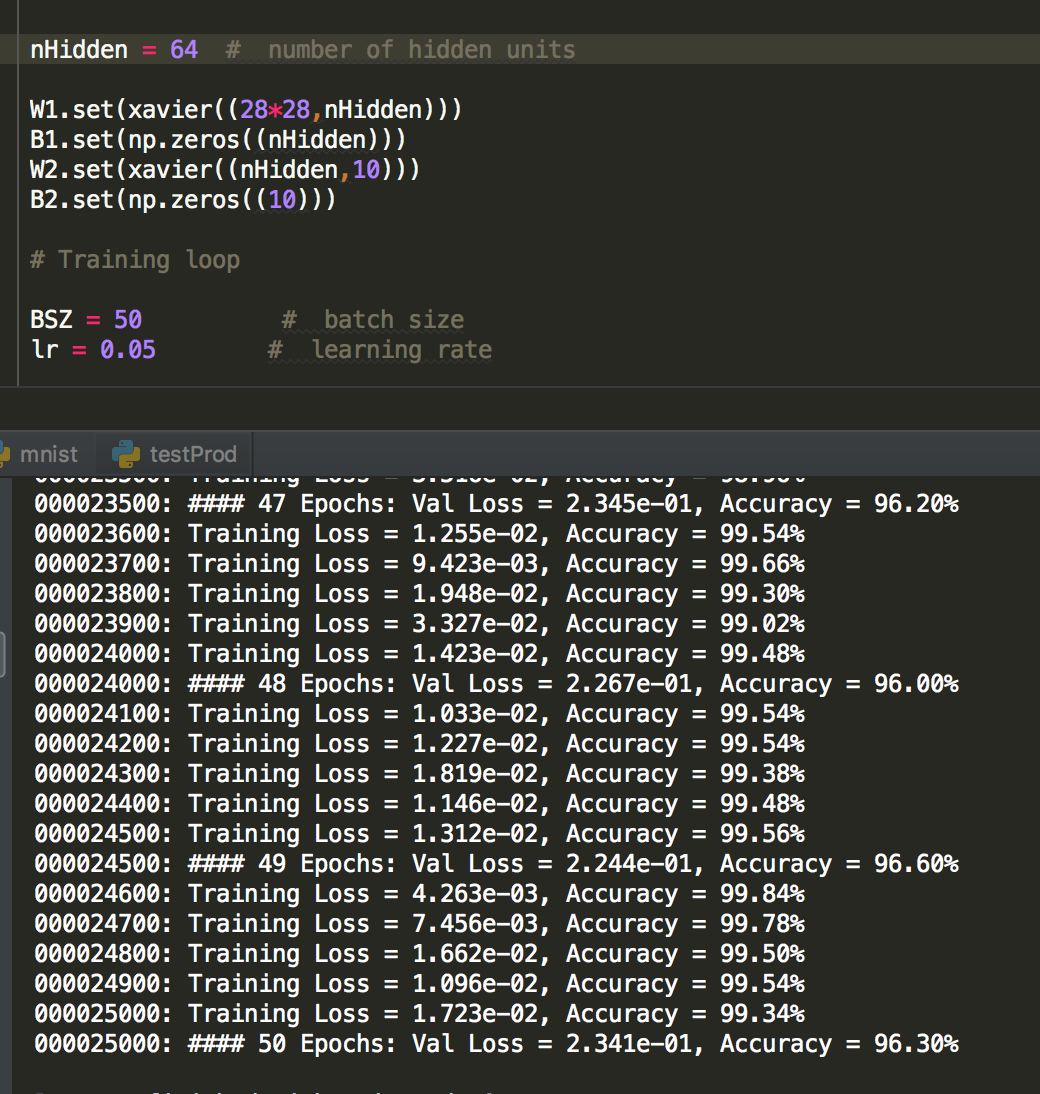 nHidden = 64  #  number of hidden units
W1.set(xavier((28*28,nHidden)))
B1.set(np.zeros((nHidden)))
W2.set(xavier((nHidden,10)))
B2.set(np.zeros((10)))
# Training loop
BSZ = 50          #  batch size
lr = 0.05        #  learning rate
mnist testProd
000023500: #### 47 Epochs: Val Loss = 2.345e-01, Accuracy = 96.20%
000023600: Training Loss = 1.255e-02, Accuracy = 99.54%
000023700: Training Loss = 9.423e-03, Accuracy = 99.66%
000023800: Training Loss = 1.948e-02, Accuracy = 99.30%
000023900: Training Loss = 3.327e-02, Accuracy = 99.02%
000024000: Training Loss = 1.423e-02, Accuracy = 99.48%
000024000: #### 48 Epochs: Val Loss = 2.267e-01, Accuracy = 96.00%
000024100: Training Loss = 1.033e-02, Accuracy = 99.54%
000024200: Training Loss = 1.227e-02, Accuracy = 99.54%
000024300: Training Loss = 1.819e-02, Accuracy = 99.38%
000024400: Training Loss = 1.146e-02, Accuracy = 99.48%
000024500: Training Loss = 1.312e-02, Accuracy = 99.56%
000024500: #### 49 Epochs: Val Loss = 2.244e-01, Accuracy = 96.60%
000024600: Training Loss = 4.263e-03, Accuracy = 99.84%
000024700: Training Loss = 7.456e-03, Accuracy = 99.78%
000024800: Training Loss = 1.662e-02, Accuracy = 99.50%
000024900: Training Loss = 1.096e-02, Accuracy = 99.54%
000025000: Training Loss = 1.723e-02, Accuracy = 99.34%
000025000: #### 50 Epochs: Val Loss = 2.341e-01, Accuracy = 96.30%